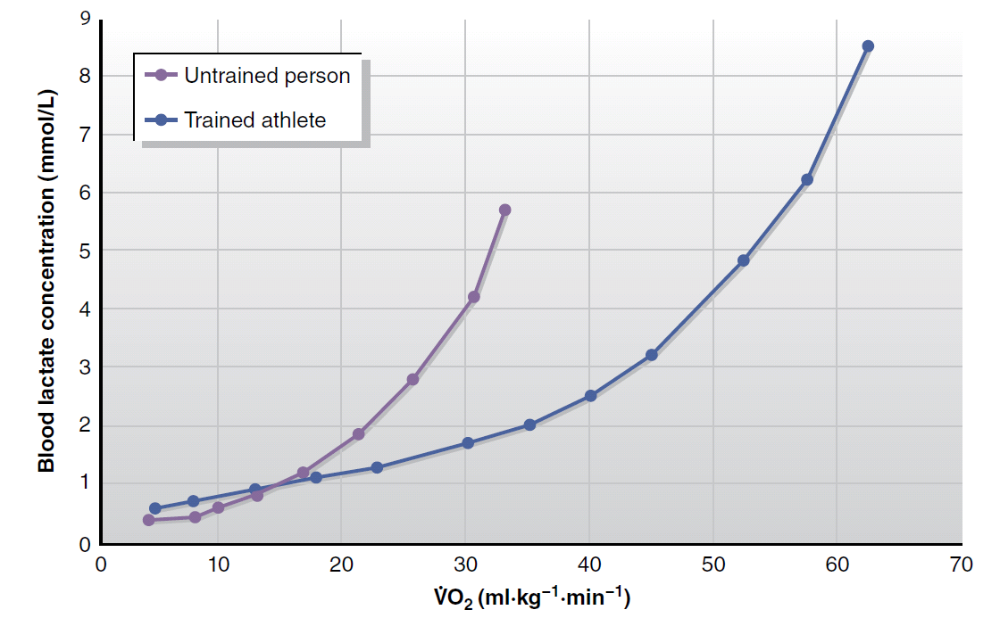 9
8
7
6
5
4
3
2
1
0
Blood lactate concentration (mmol/L)
Untrained person
Trained athlete
0 10 20 30 40 50 60 70
V̇O₂ (ml·kg⁻¹·min⁻¹)